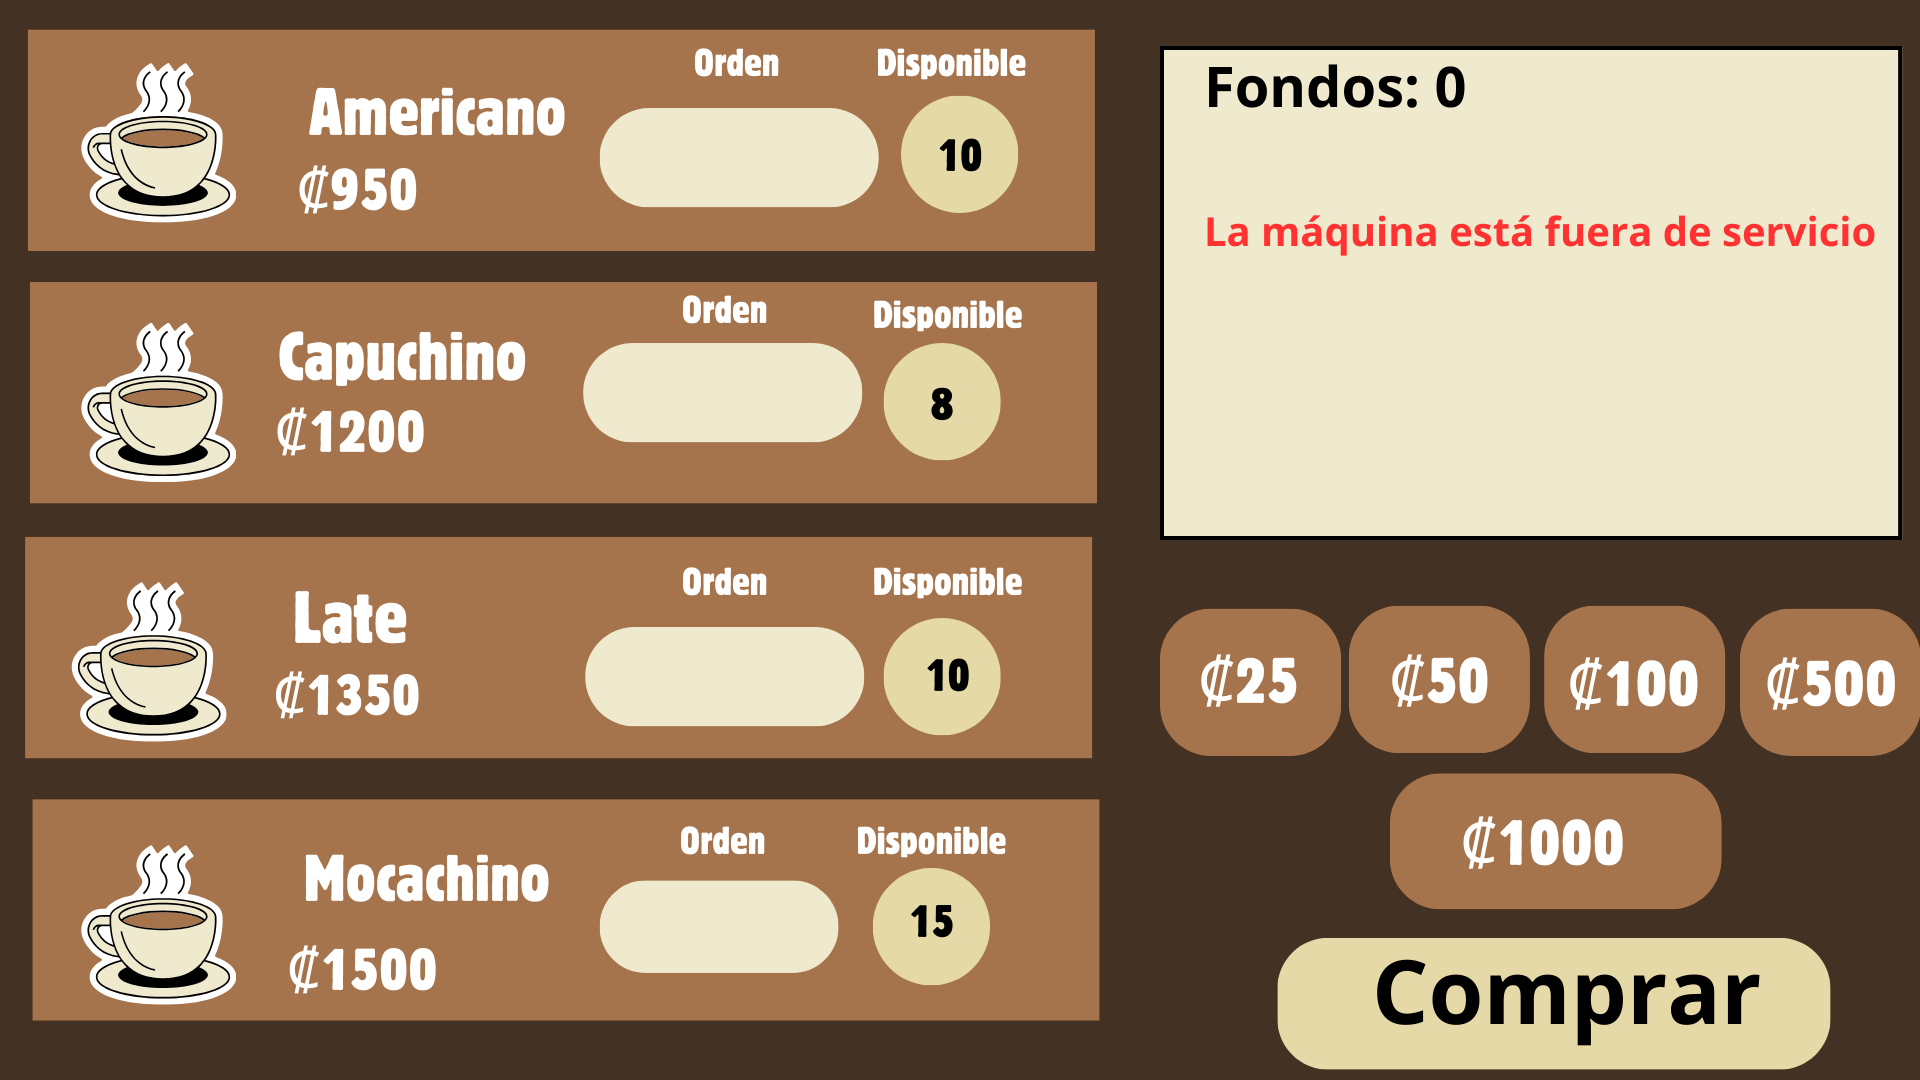 Orden
Disponible
Americano
₡950
10
Orden
Disponible
Capuchino
₡1200
8
Orden
Disponible
Late
₡1350
10
Orden
Disponible
Mocachino
₡1500
15
Fondos: 0
La máquina está fuera de servicio
₡25
₡50
₡100
₡500
₡1000
Comprar